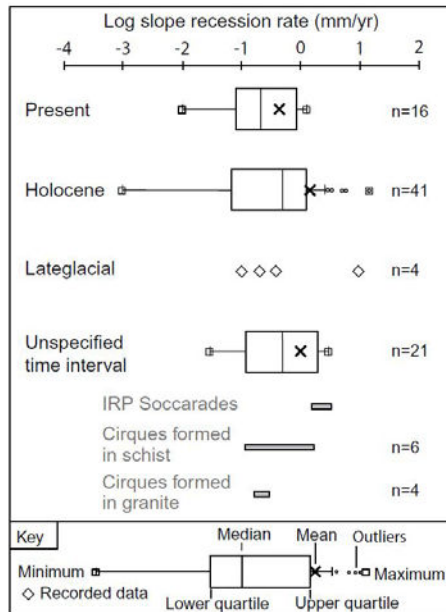 Log slope recession rate (mm/yr)
-4 -3 -2 -1 0 1 2
Present n=16
Holocene n=41
Lateglacial n=4
Unspecified
time interval n=21
IRP Soccarades
Cirques formed
in schist n=6
Cirques formed
in granite n=4
Key
Median Mean Outliers
Minimum Maximum
Recorded data
Lower quartile Upper quartile